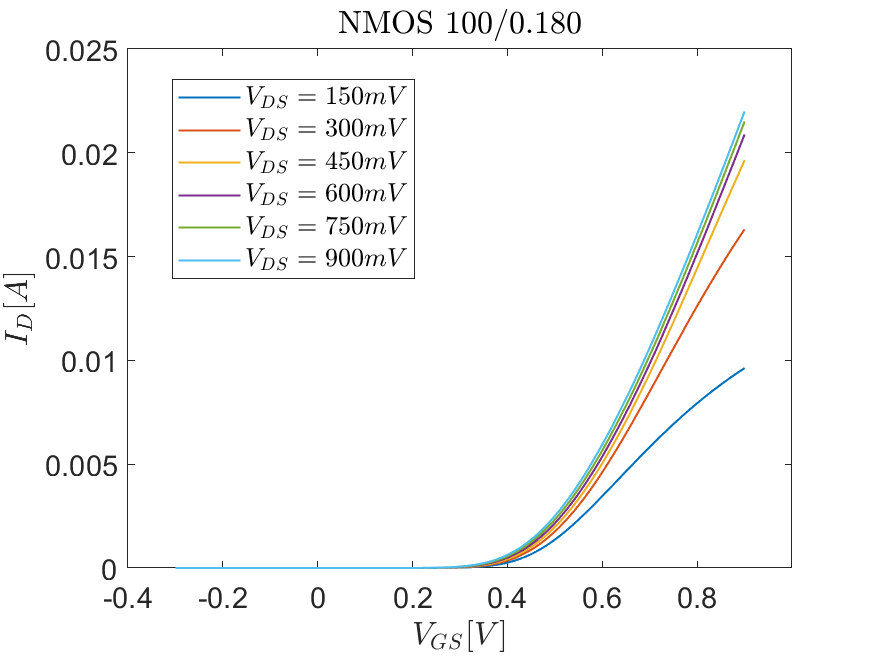 NMOS 100/0.180
0.025
0.02
0.015
0.01
0.005
0
I_D[A]
V_DS = 150mV
V_DS = 300mV
V_DS = 450mV
V_DS = 600mV
V_DS = 750mV
V_DS = 900mV
-0.4 -0.2 0 0.2 0.4 0.6 0.8
V_GS[V]